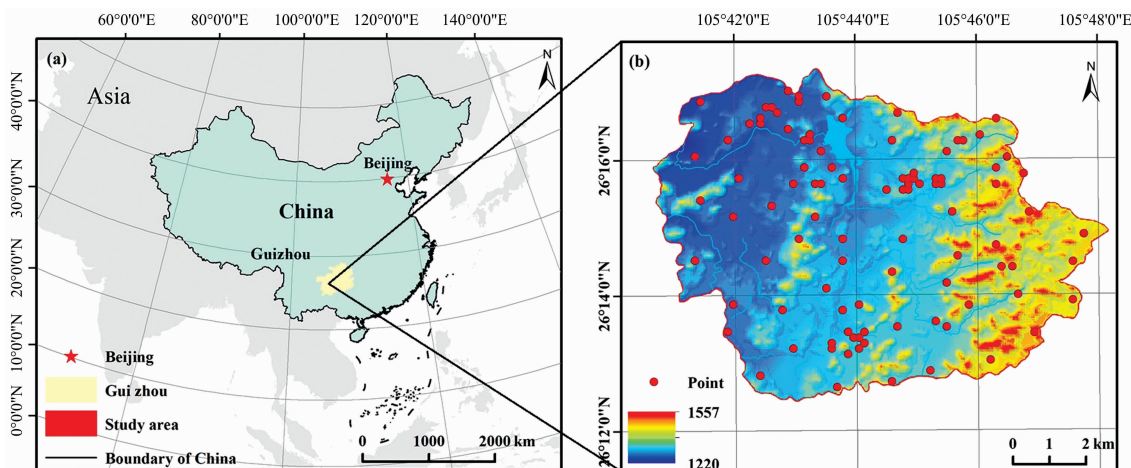 60°0'0"E 80°0'0"E 100°0'0"E 120°0'0"E 140°0'0"E
(a)
N
Asia
40°0'0"N
30°0'0"N
20°0'0"N
10°0'0"N
0°0'0"N
Beijing
China
Guizhou
Beijing
Gui zhou
Study area
Boundary of China
0 1000 2000 km
105°42'0"E 105°44'0"E 105°46'0"E 105°48'0"E
(b)
N
26°16'0"N
26°14'0"N
26°12'0"N
Point
1557
1220
0 1 2 km